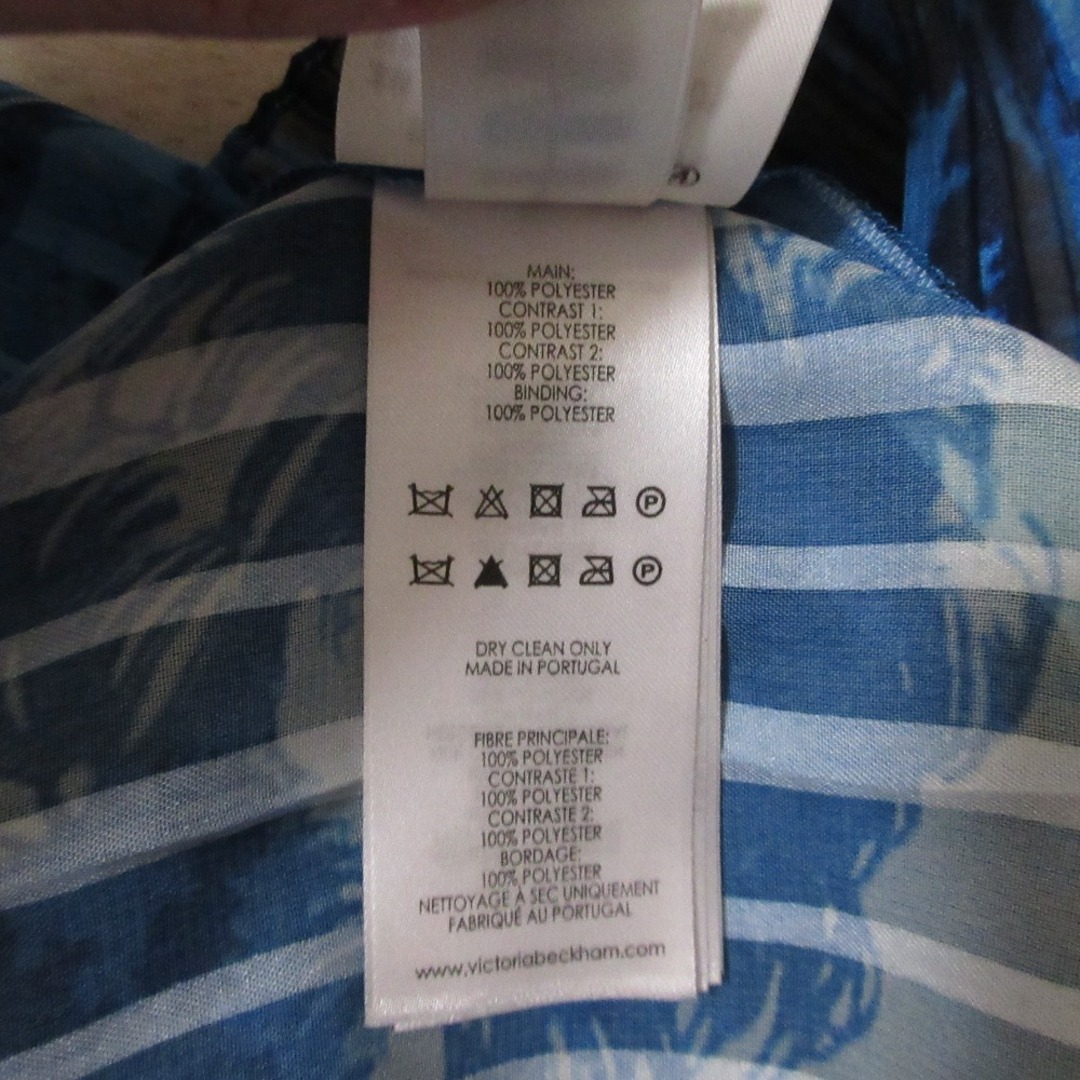 MAIN:
100% POLYESTER
CONTRAST 1:
100% POLYESTER
CONTRAST 2:
100% POLYESTER
BINDING:
100% POLYESTER
P
P
DRY CLEAN ONLY
MADE IN PORTUGAL
FIBRE PRINCIPALE:
100% POLYESTER
CONTRASTE 1:
100% POLYESTER
CONTRASTE 2:
100% POLYESTER
BORDAGE:
100% POLYESTER
NETTOYAGE À SEC UNIQUEMENT
FABRIQUÉ AU PORTUGAL
www.victoriabeckham.com